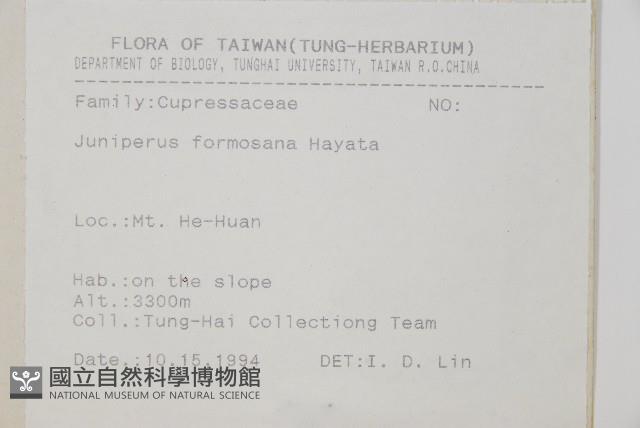 FLORA OF TAIWAN(TUNG-HERBARIUM)
DEPARTMENT OF BIOLOGY, TUNGHAI UNIVERSITY, TAIWAN R.O.CHINA
Family:Cupressaceae NO:
Juniperus formosana Hayata
Loc.:Mt. He-Huan
Hab.:on the slope
Alt.:3300m
Coll.:Tung-Hai Collectiong Team
Date.:10.15.1994 DET:I. D. Lin
國立自然科學博物館
NATIONAL MUSEUM OF NATURAL SCIENCE